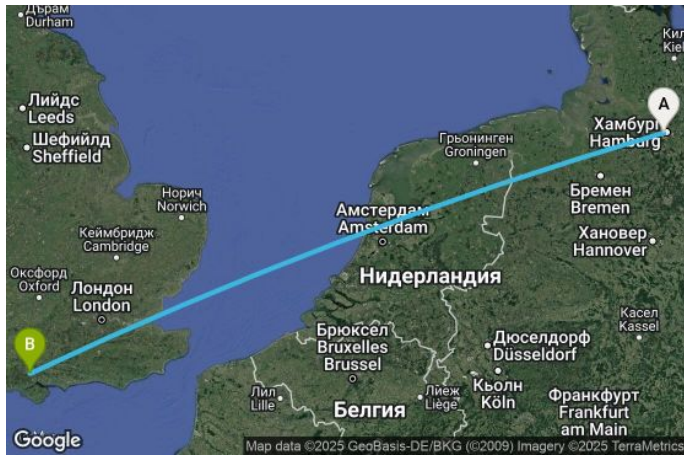 Дърам
Durham
Лийдс
Leeds
Шефийлд
Sheffield
Норич
Norwich
Кеймбридж
Cambridge
Оксфорд
Oxford
Лондон
London
B
A
Кил
Kiel
Хамбург
Hamburg
Грьонинген
Groningen
Бремен
Bremen
Амстердам
Amsterdam
Хановер
Hannover
Нидерландия
Касел
Kassel
Брюксел
Bruxelles
Brussel
Дюселдорф
Düsseldorf
Лил
Lille
Лйеж
Liège
Кьолн
Köln
Белгия
Франкфурт
Frankfurt
am Main
Google
Map data ©2025 GeoBasis-DE/BKG (©2009) Imagery ©2025 TerraMetrics